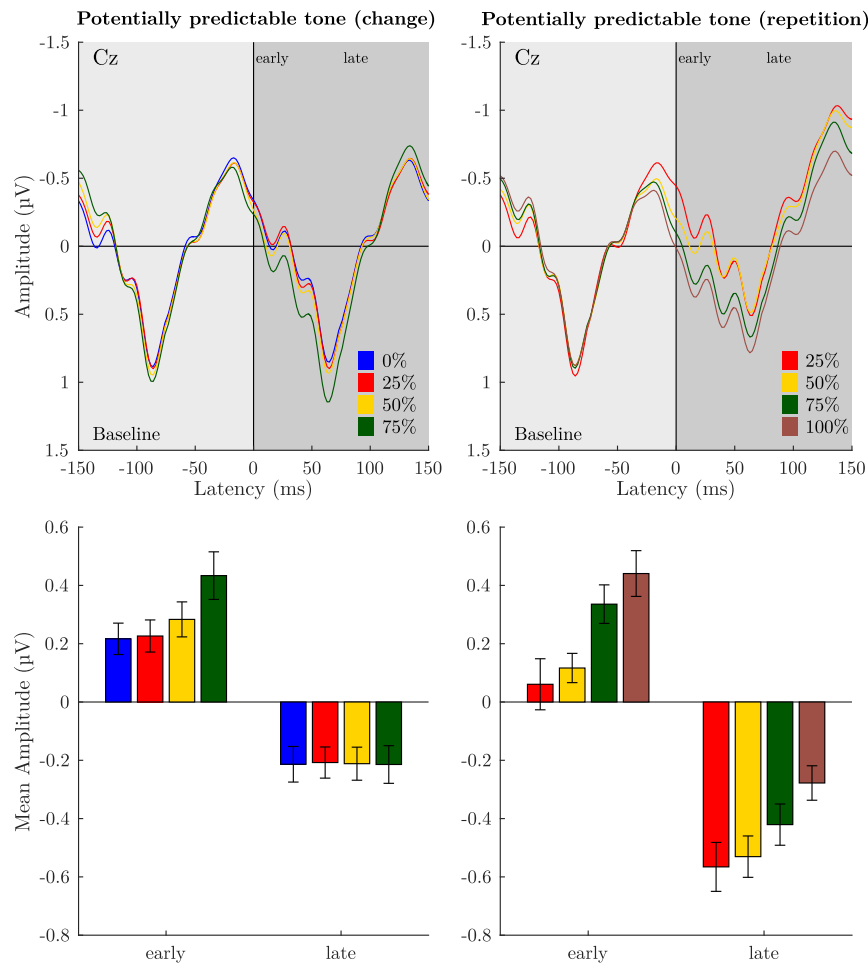 Potentially predictable tone (change)
Potentially predictable tone (repetition)
-1.5
-1
-0.5
0
0.5
1
1.5
Amplitude (µV)
Cz
early
late
0%
25%
50%
75%
Baseline
-150
-100
-50
0
50
100
150
Latency (ms)
-1.5
-1
-0.5
0
0.5
1
1.5
Cz
early
late
25%
50%
75%
100%
Baseline
-150
-100
-50
0
50
100
150
Latency (ms)
0.6
0.4
0.2
0
-0.2
-0.4
-0.6
-0.8
Mean Amplitude (µV)
early
late
0.6
0.4
0.2
0
-0.2
-0.4
-0.6
-0.8
early
late